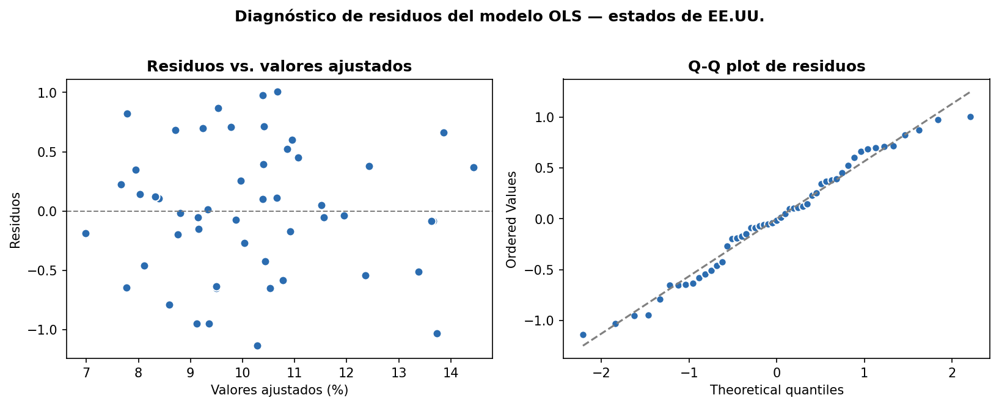 Diagnóstico de residuos del modelo OLS — estados de EE.UU.
Residuos vs. valores ajustados
1.0
0.5
0.0
−0.5
−1.0
Residuos
7 8 9 10 11 12 13 14
Valores ajustados (%)
Q-Q plot de residuos
1.0
0.5
0.0
−0.5
−1.0
Ordered Values
−2 −1 0 1 2
Theoretical quantiles